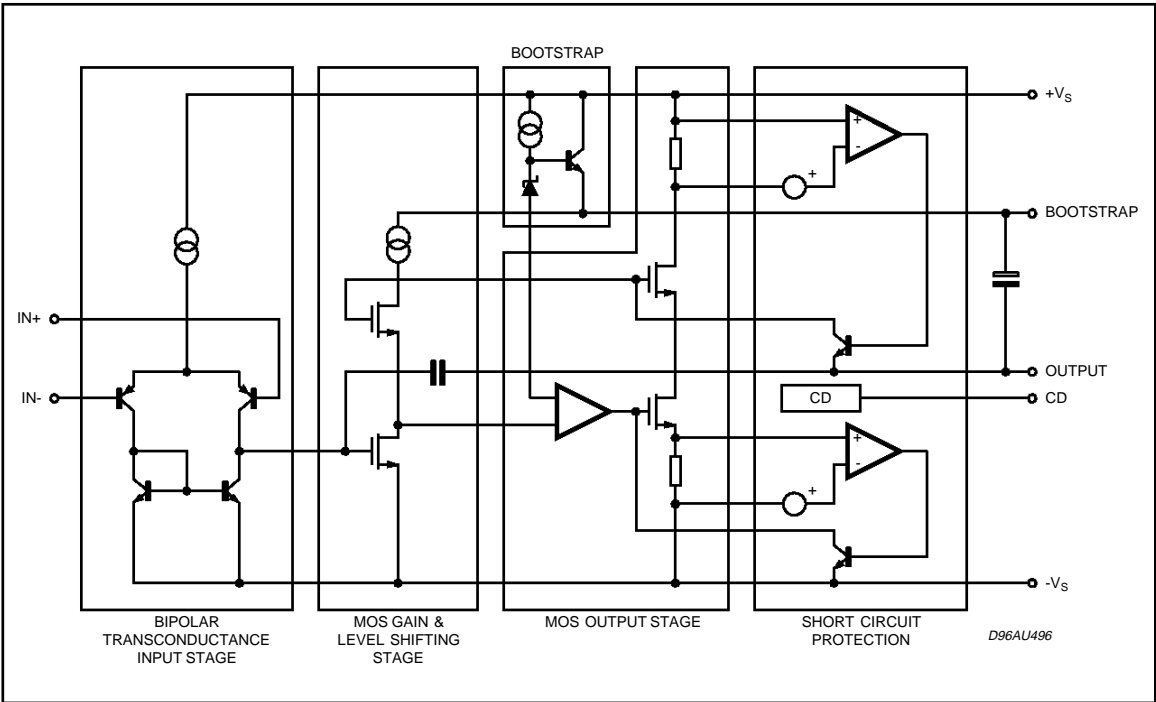 BOOTSTRAP
+VS
+
-
+
BOOTSTRAP
IN+
IN-
OUTPUT
CD
CD
+
-
+
-VS
BIPOLAR
TRANSCONDUCTANCE
INPUT STAGE
MOS GAIN &
LEVEL SHIFTING
STAGE
MOS OUTPUT STAGE
SHORT CIRCUIT
PROTECTION
D96AU496